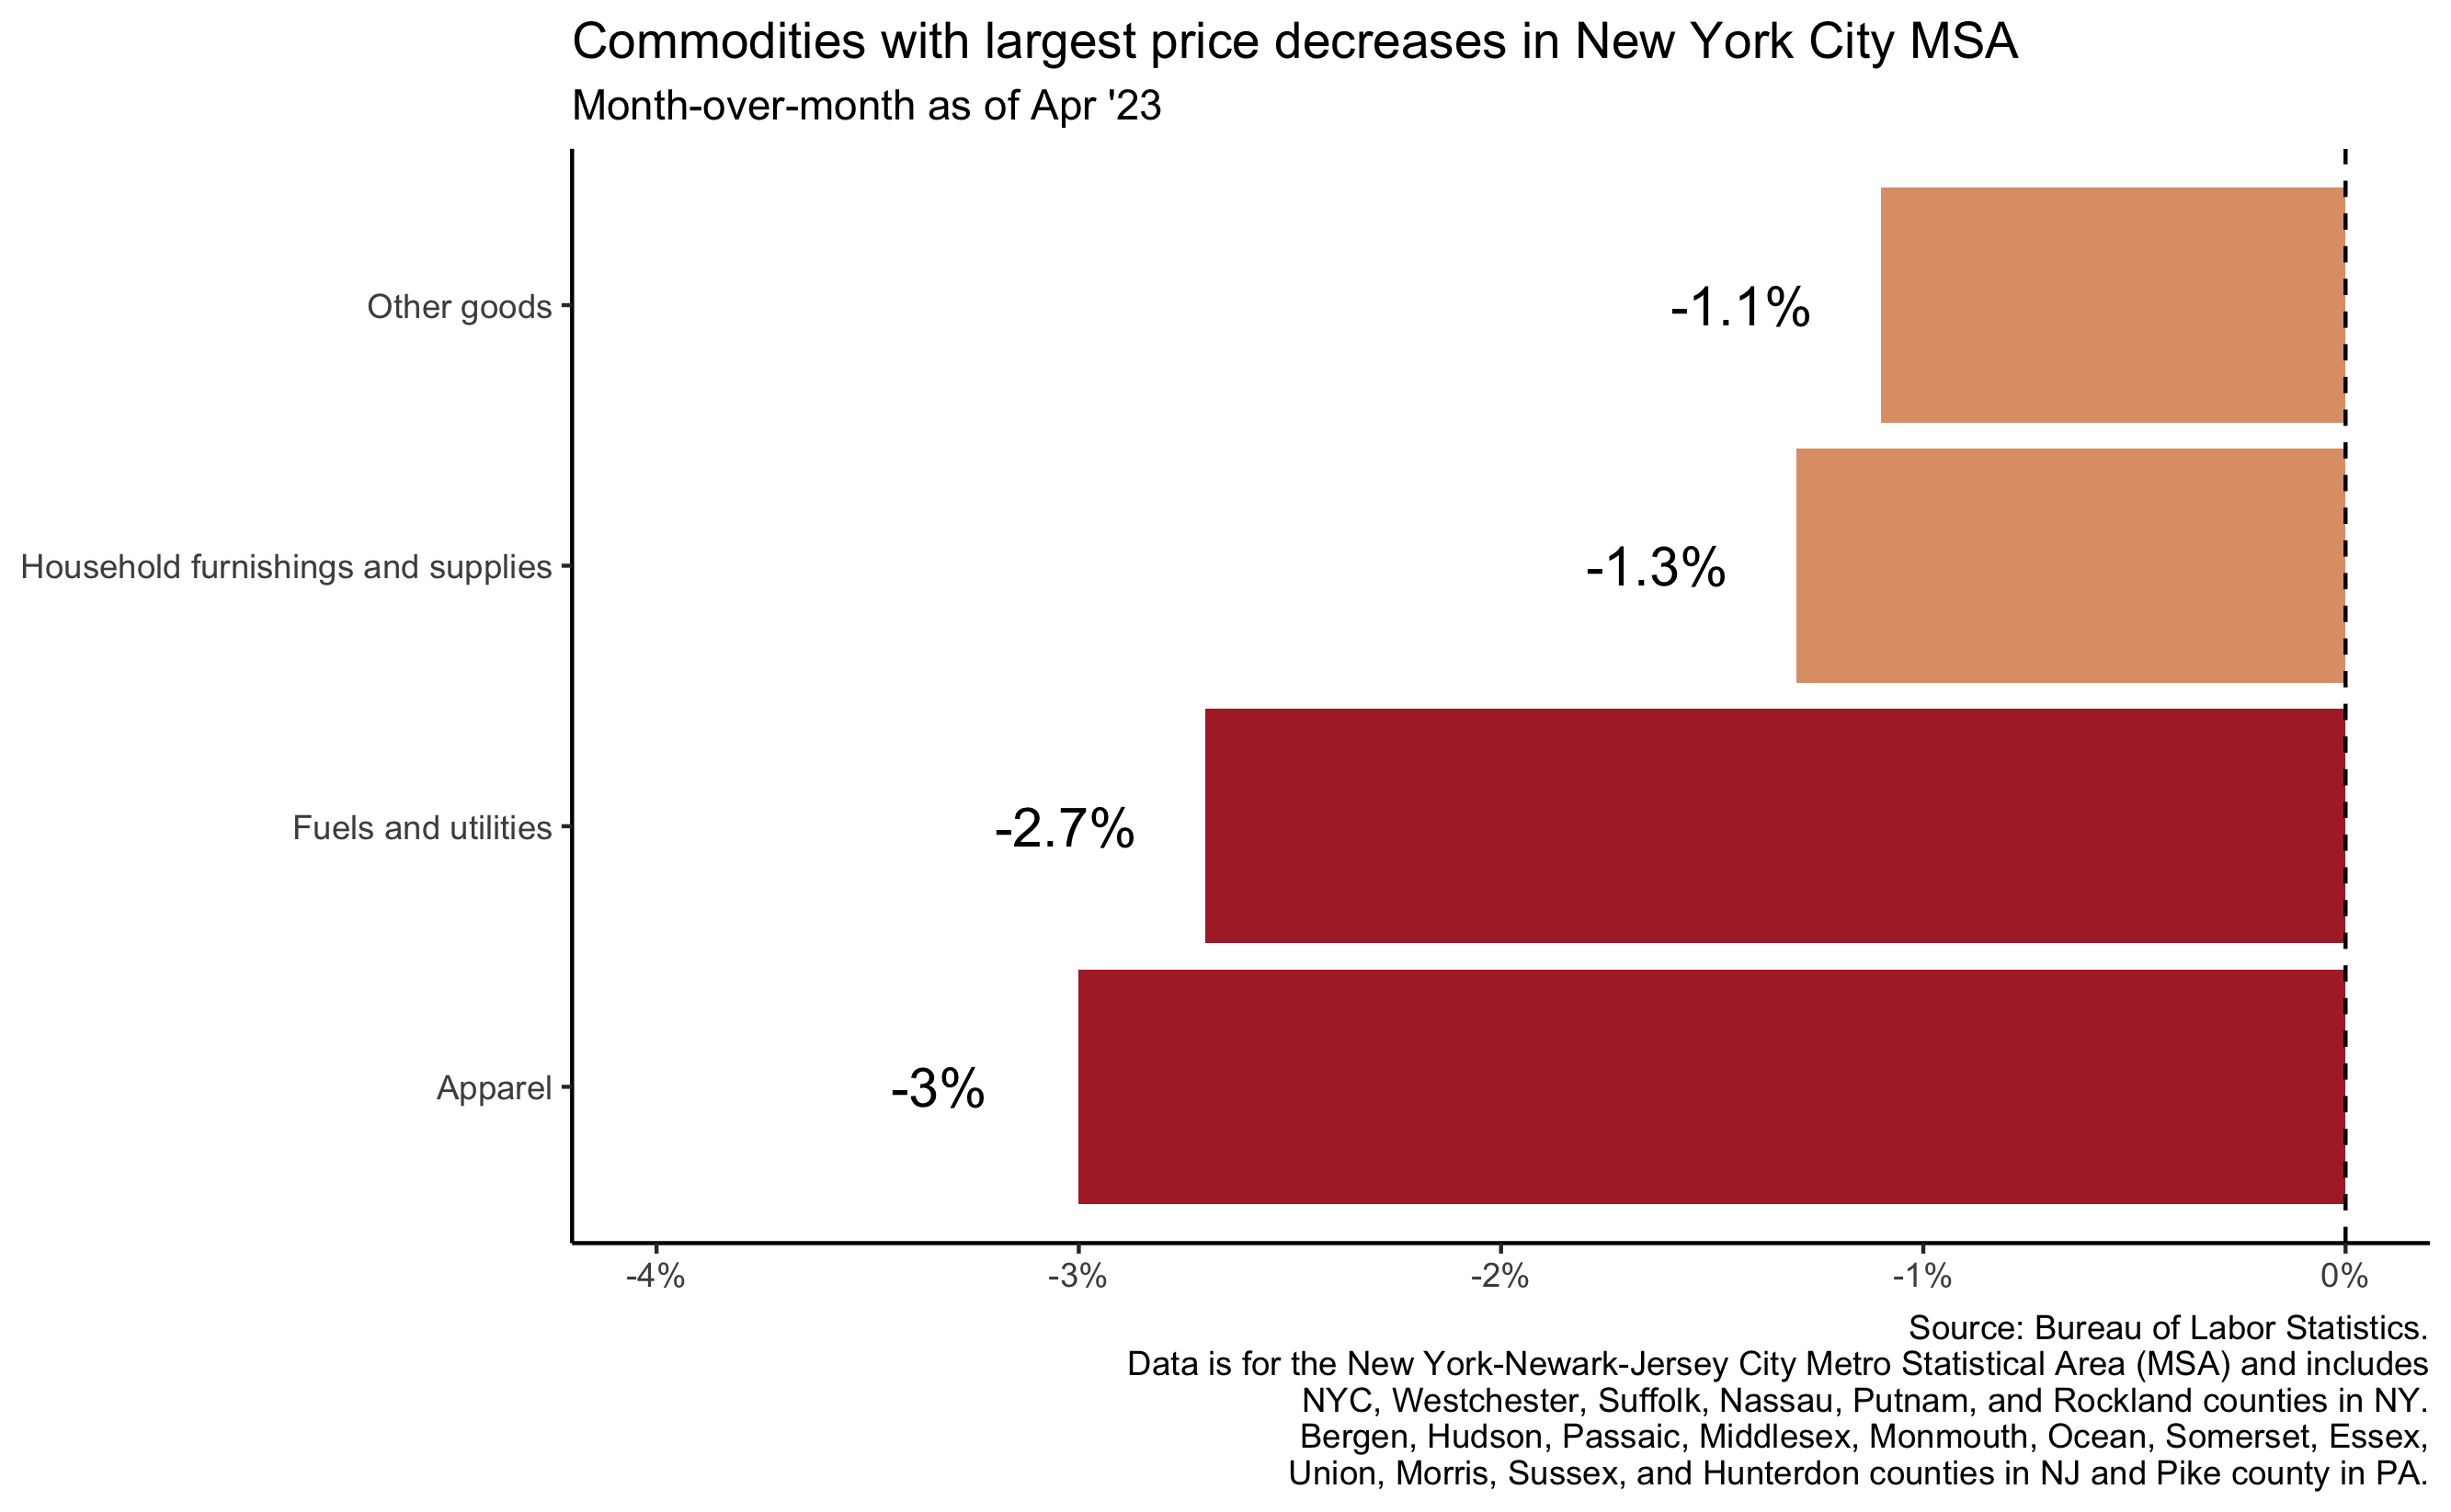 Commodities with largest price decreases in New York City MSA
Month-over-month as of Apr '23
Other goods
-1.1%
Household furnishings and supplies
-1.3%
Fuels and utilities
-2.7%
Apparel
-3%
-4%
-3%
-2%
-1%
0%
Source: Bureau of Labor Statistics.
Data is for the New York-Newark-Jersey City Metro Statistical Area (MSA) and includes
NYC, Westchester, Suffolk, Nassau, Putnam, and Rockland counties in NY.
Bergen, Hudson, Passaic, Middlesex, Monmouth, Ocean, Somerset, Essex,
Union, Morris, Sussex, and Hunterdon counties in NJ and Pike county in PA.